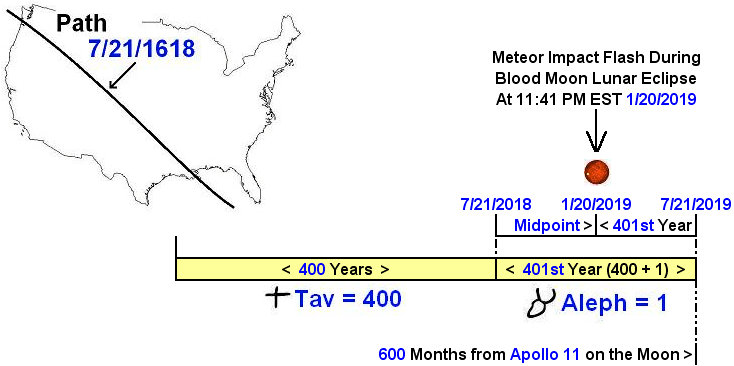 Path
7/21/1618
Meteor Impact Flash During
Blood Moon Lunar Eclipse
At 11:41 PM EST 1/20/2019
7/21/2018 1/20/2019 7/21/2019
Midpoint > < 401st Year
< 400 Years > < 401st Year (400 + 1) >
Tav = 400 Aleph = 1
600 Months from Apollo 11 on the Moon >